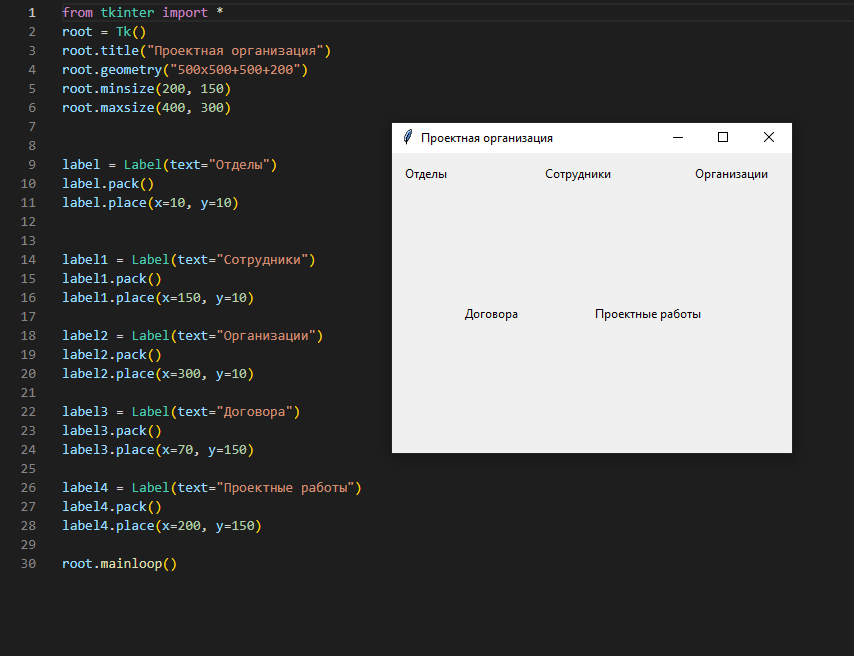 1 from tkinter import *
2 root = Tk()
3 root.title("Проектная организация")
4 root.geometry("500x500+500+200")
5 root.minsize(200, 150)
6 root.maxsize(400, 300)
7
8
9 label = Label(text="Отделы")
10 label.pack()
11 label.place(x=10, y=10)
12
13
14 label1 = Label(text="Сотрудники")
15 label1.pack()
16 label1.place(x=150, y=10)
17
18 label2 = Label(text="Организации")
19 label2.pack()
20 label2.place(x=300, y=10)
21
22 label3 = Label(text="Договора")
23 label3.pack()
24 label3.place(x=70, y=150)
25
26 label4 = Label(text="Проектные работы")
27 label4.pack()
28 label4.place(x=200, y=150)
29
30 root.mainloop()
Проектная организация
Отделы Сотрудники Организации
Договора Проектные работы